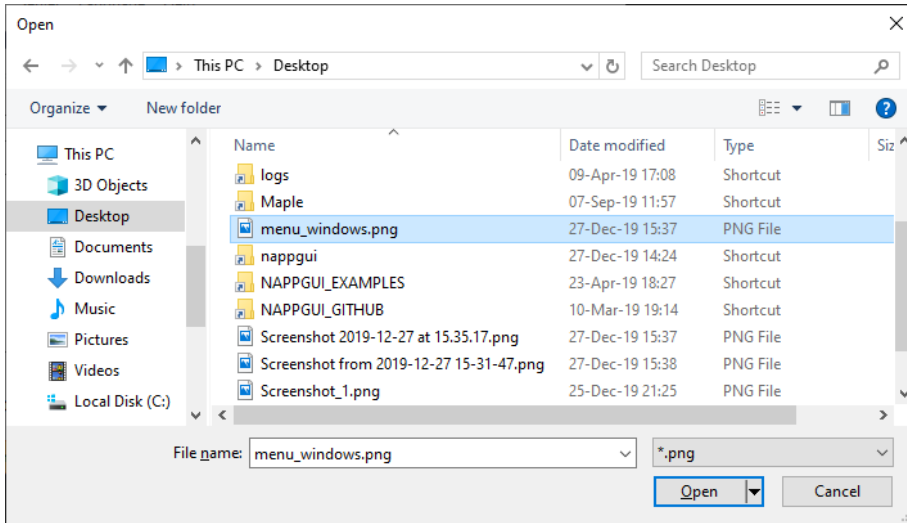 Open
This PC > Desktop
Search Desktop
Organize
New folder
?
This PC
3D Objects
Desktop
Documents
Downloads
Music
Pictures
Videos
Local Disk (C:)
Name Date modified Type Siz
logs 09-Apr-19 17:08 Shortcut
Maple 07-Sep-19 11:57 Shortcut
menu_windows.png 27-Dec-19 15:37 PNG File
nappgui 27-Dec-19 14:24 Shortcut
NAPPGUI_EXAMPLES 23-Apr-19 18:27 Shortcut
NAPPGUI_GITHUB 10-Mar-19 19:14 Shortcut
Screenshot 2019-12-27 at 15.35.17.png 27-Dec-19 15:37 PNG File
Screenshot from 2019-12-27 15-31-47.png 27-Dec-19 15:38 PNG File
Screenshot_1.png 25-Dec-19 21:25 PNG File
File name: menu_windows.png *.png
Open Cancel